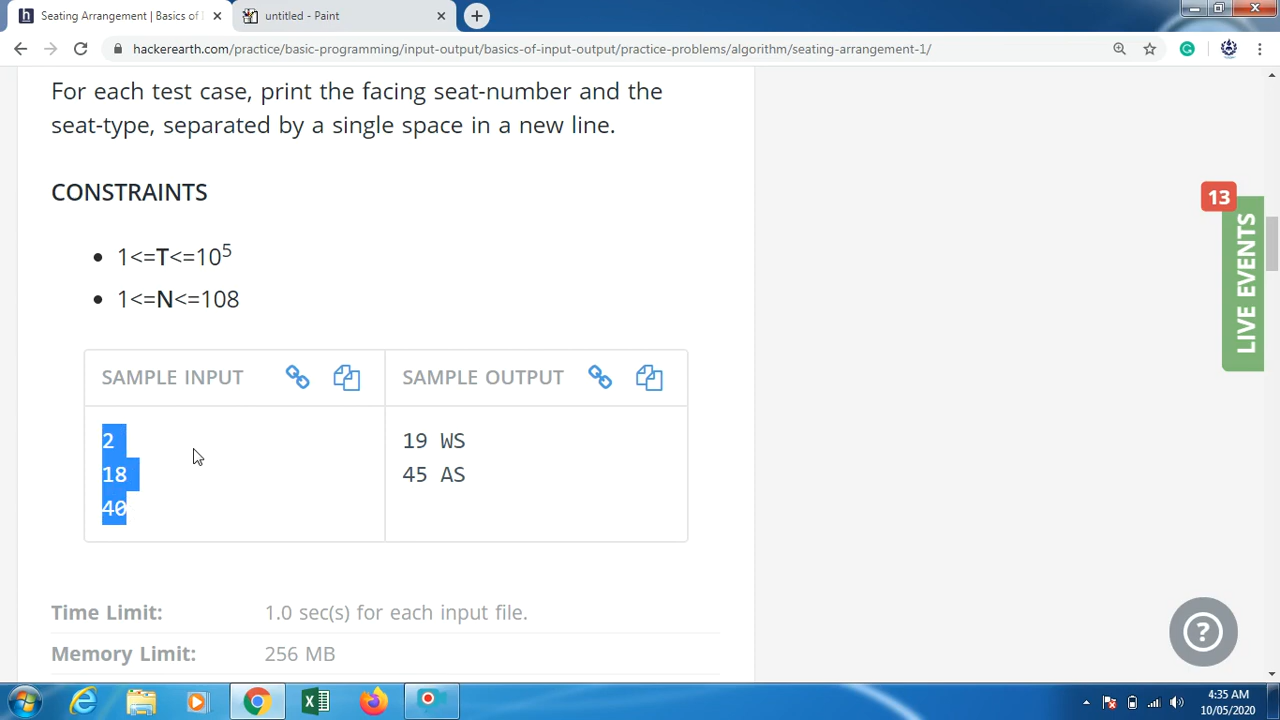 Seating Arrangement | Basics of
untitled - Paint
hackerearth.com/practice/basic-programming/input-output/basics-of-input-output/practice-problems/algorithm/seating-arrangement-1/
For each test case, print the facing seat-number and the
seat-type, separated by a single space in a new line.
CONSTRAINTS
1<=T<=10⁵
1<=N<=108
SAMPLE INPUT
SAMPLE OUTPUT
2
18
40
19 WS
45 AS
Time Limit: 1.0 sec(s) for each input file.
Memory Limit: 256 MB
13
LIVE EVENTS
4:35 AM
10/05/2020